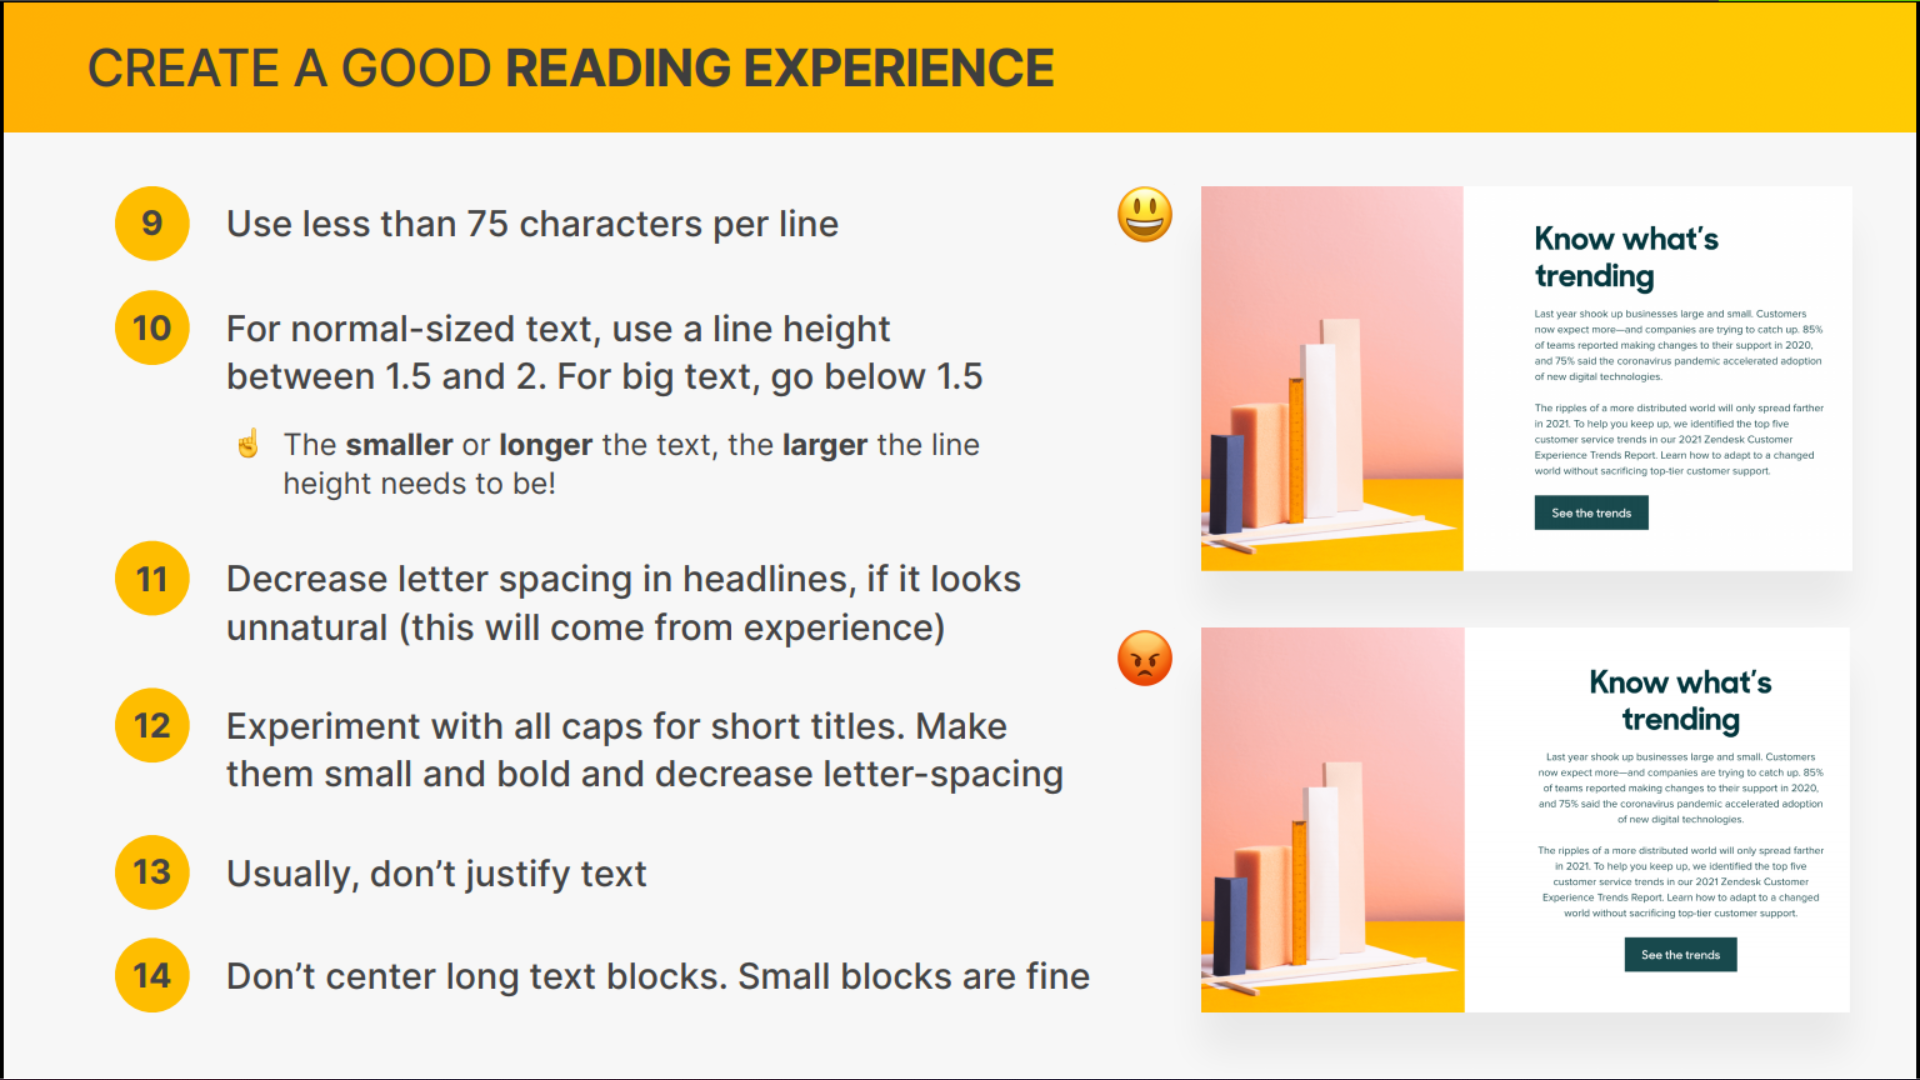 CREATE A GOOD READING EXPERIENCE
9
Use less than 75 characters per line
10
For normal-sized text, use a line height
between 1.5 and 2. For big text, go below 1.5
☝ The smaller or longer the text, the larger the line
height needs to be!
11
Decrease letter spacing in headlines, if it looks
unnatural (this will come from experience)
12
Experiment with all caps for short titles. Make
them small and bold and decrease letter-spacing
13
Usually, don’t justify text
14
Don’t center long text blocks. Small blocks are fine
Know what’s
trending
Last year shook up businesses large and small. Customers
now expect more—and companies are trying to catch up. 85%
of teams reported making changes to their support in 2020,
and 75% said the coronavirus pandemic accelerated adoption
of new digital technologies.
The ripples of a more distributed world will only spread farther
in 2021. To help you keep up, we identified the top five
customer service trends in our 2021 Zendesk Customer
Experience Trends Report. Learn how to adapt to a changed
world without sacrificing top-tier customer support.
See the trends
Know what’s
trending
Last year shook up businesses large and small. Customers
now expect more—and companies are trying to catch up. 85%
of teams reported making changes to their support in 2020,
and 75% said the coronavirus pandemic accelerated adoption
of new digital technologies.
The ripples of a more distributed world will only spread farther
in 2021. To help you keep up, we identified the top five
customer service trends in our 2021 Zendesk Customer
Experience Trends Report. Learn how to adapt to a changed
world without sacrificing top-tier customer support.
See the trends